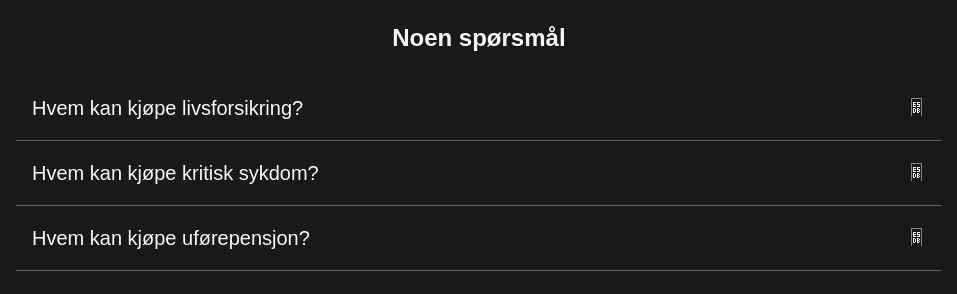 Noen spørsmål
Hvem kan kjøpe livsforsikring?
Hvem kan kjøpe kritisk sykdom?
Hvem kan kjøpe uførepensjon?